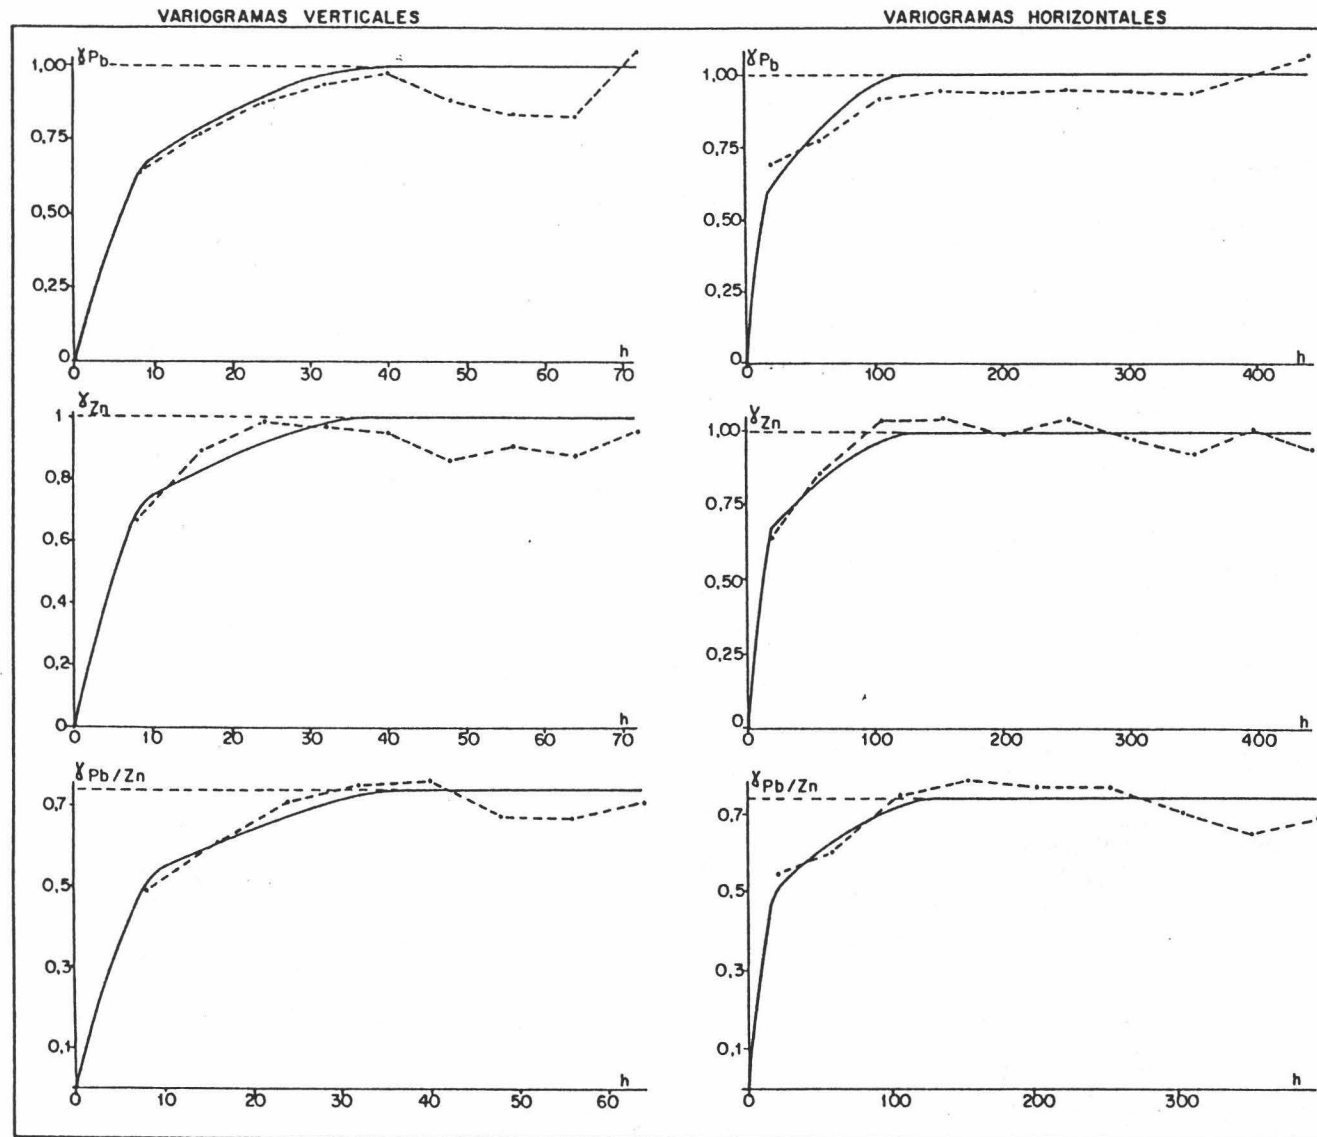 VARIOGRAMAS VERTICALES
VARIOGRAMAS HORIZONTALES
γPb
1,00
0,75
0,50
0,25
0
0 10 20 30 40 50 60 70
h
γPb
1,00
0,75
0,50
0,25
0
0 100 200 300 400
h
γZn
1
0,8
0,6
0,4
0,2
0
0 10 20 30 40 50 60 70
h
γZn
1,00
0,75
0,50
0,25
0
0 100 200 300 400
h
γPb/Zn
0,7
0,5
0,3
0,1
0 10 20 30 40 50 60
h
γPb/Zn
0,7
0,5
0,3
0,1
0 100 200 300
h